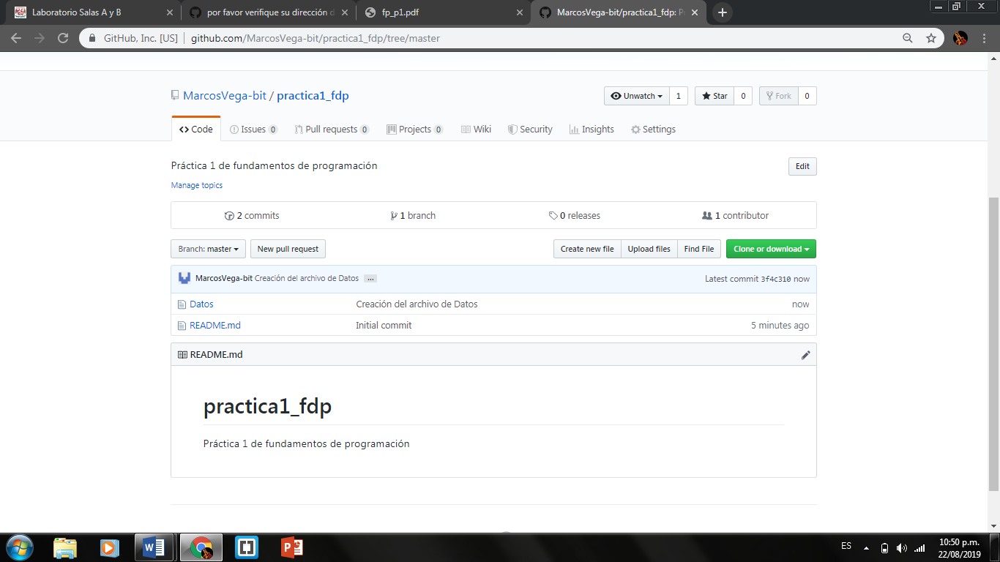 Laboratorio Salas A y B
por favor verifique su dirección d
fp_p1.pdf
MarcosVega-bit/practica1_fdp: P
GitHub, Inc. [US] github.com/MarcosVega-bit/practica1_fdp/tree/master
MarcosVega-bit / practica1_fdp
Unwatch 1 Star 0 Fork 0
Code Issues 0 Pull requests 0 Projects 0 Wiki Security Insights Settings
Práctica 1 de fundamentos de programación
Edit
Manage topics
2 commits 1 branch 0 releases 1 contributor
Branch: master New pull request Create new file Upload files Find File Clone or download
MarcosVega-bit Creación del archivo de Datos ... Latest commit 3f4c310 now
Datos Creación del archivo de Datos now
README.md Initial commit 5 minutes ago
README.md
practica1_fdp
Práctica 1 de fundamentos de programación
ES
10:50 p.m.
22/08/2019